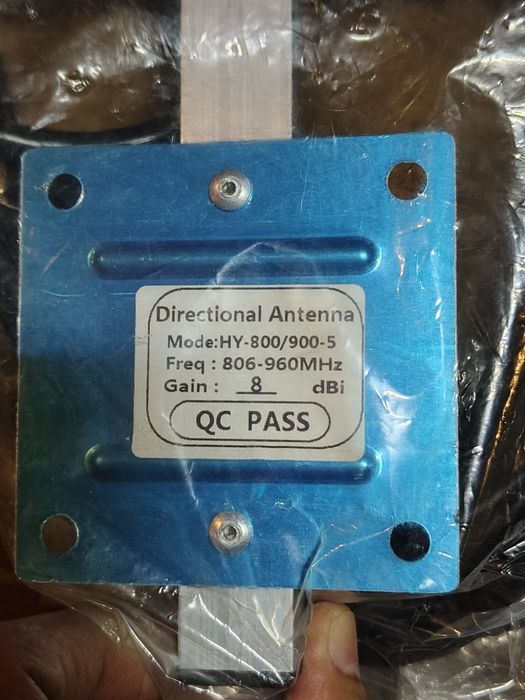 Directional Antenna
Mode:HY-800/900-5
Freq : 806-960MHz
Gain : 8 dBi
QC PASS